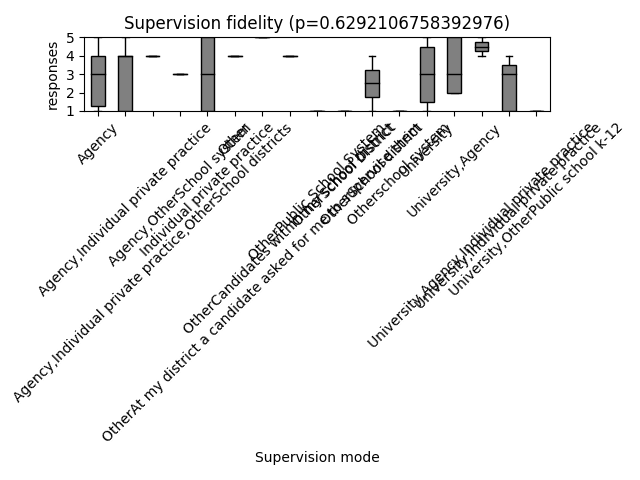 Supervision fidelity (p=0.6292106758392976)
responses
5
4
3
2
1
Agency
Agency,Individual private practice
Agency,Individual private practice,OtherSchool districts
Agency,OtherSchool system
Individual private practice
Other
OtherAt my district a candidate asked for me to supervise them
OtherCandidates within my school district
OtherPublic School System
OtherSchool District
OtherSchool district
Otherschool system
University
University,Agency
University,Agency,Individual private practice
University,Individual private practice
University,OtherPublic school k-12
Supervision mode